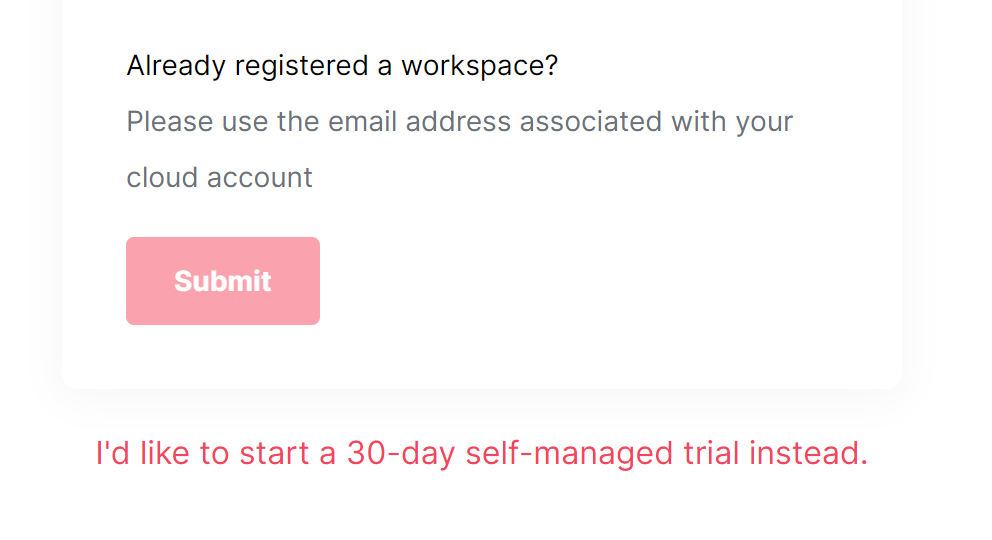 Already registered a workspace?
Please use the email address associated with your
cloud account
Submit
I'd like to start a 30-day self-managed trial instead.